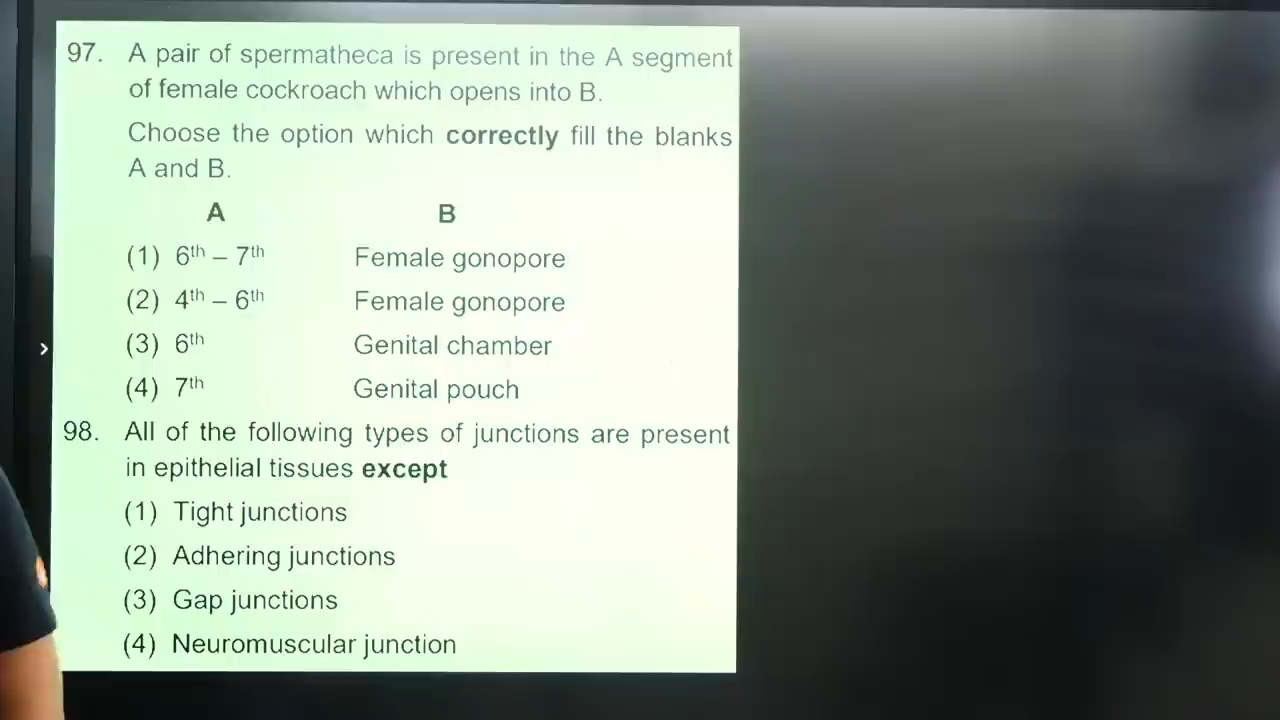 97. A pair of spermatheca is present in the A segment
of female cockroach which opens into B.
Choose the option which correctly fill the blanks
A and B.
A B
(1) 6th – 7th Female gonopore
(2) 4th – 6th Female gonopore
(3) 6th Genital chamber
(4) 7th Genital pouch
98. All of the following types of junctions are present
in epithelial tissues except
(1) Tight junctions
(2) Adhering junctions
(3) Gap junctions
(4) Neuromuscular junction